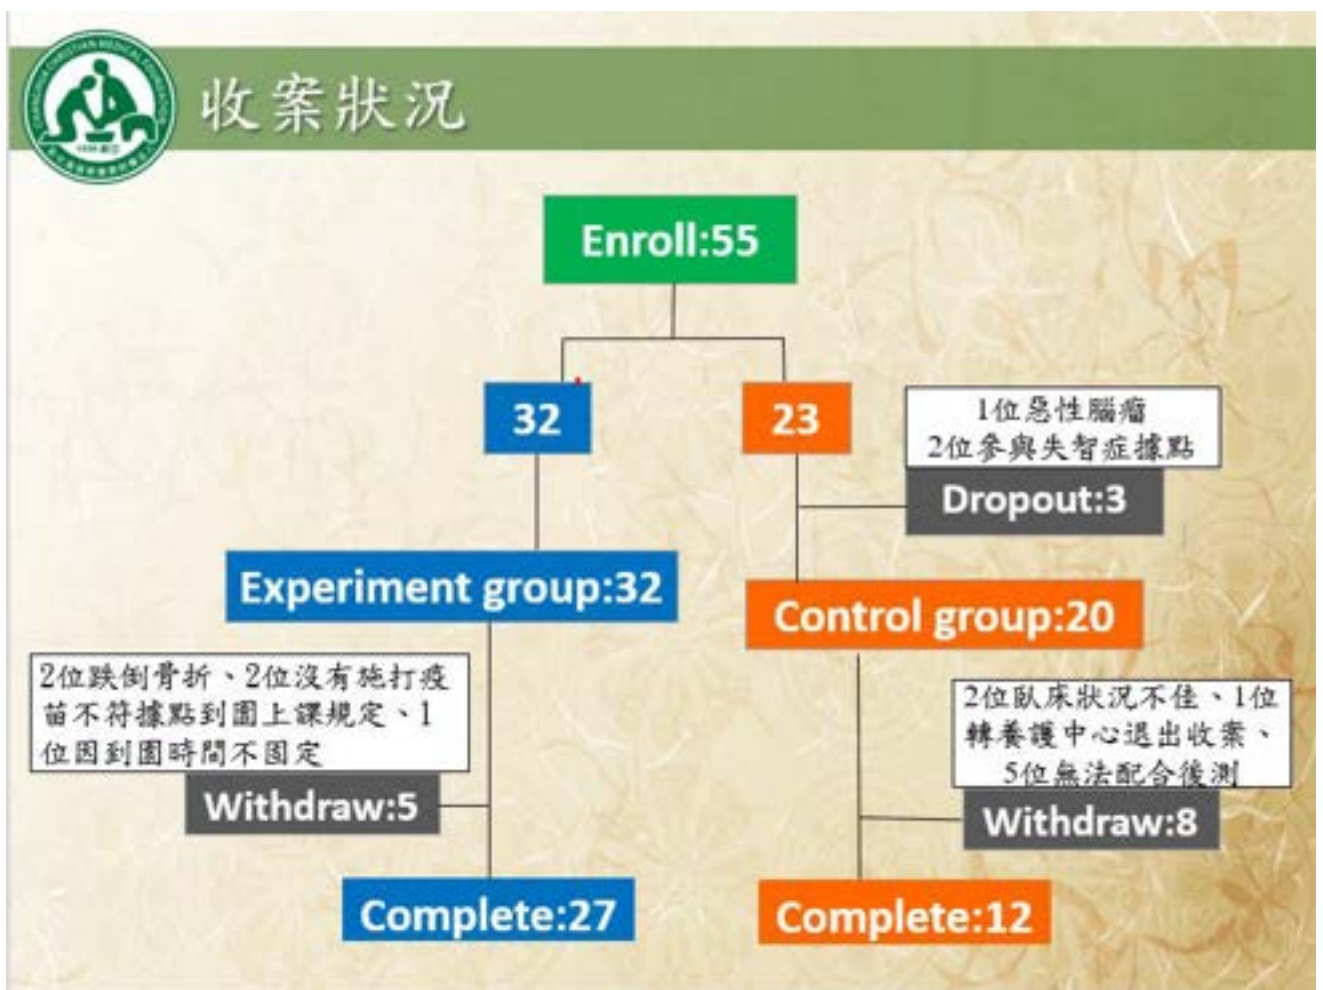 CHANGHUA CHRISTIAN MEDICAL FOUNDATION
收案狀況
Enroll:55
32
23
1位惡性腦瘤
2位參與失智症據點
Dropout:3
Experiment group:32
Control group:20
2位跌倒骨折、2位沒有施打疫
苗不符據點到園上課規定、1
位因到園時間不固定
Withdraw:5
2位臥床狀況不佳、1位
轉養護中心退出收案、
5位無法配合後測
Withdraw:8
Complete:27
Complete:12